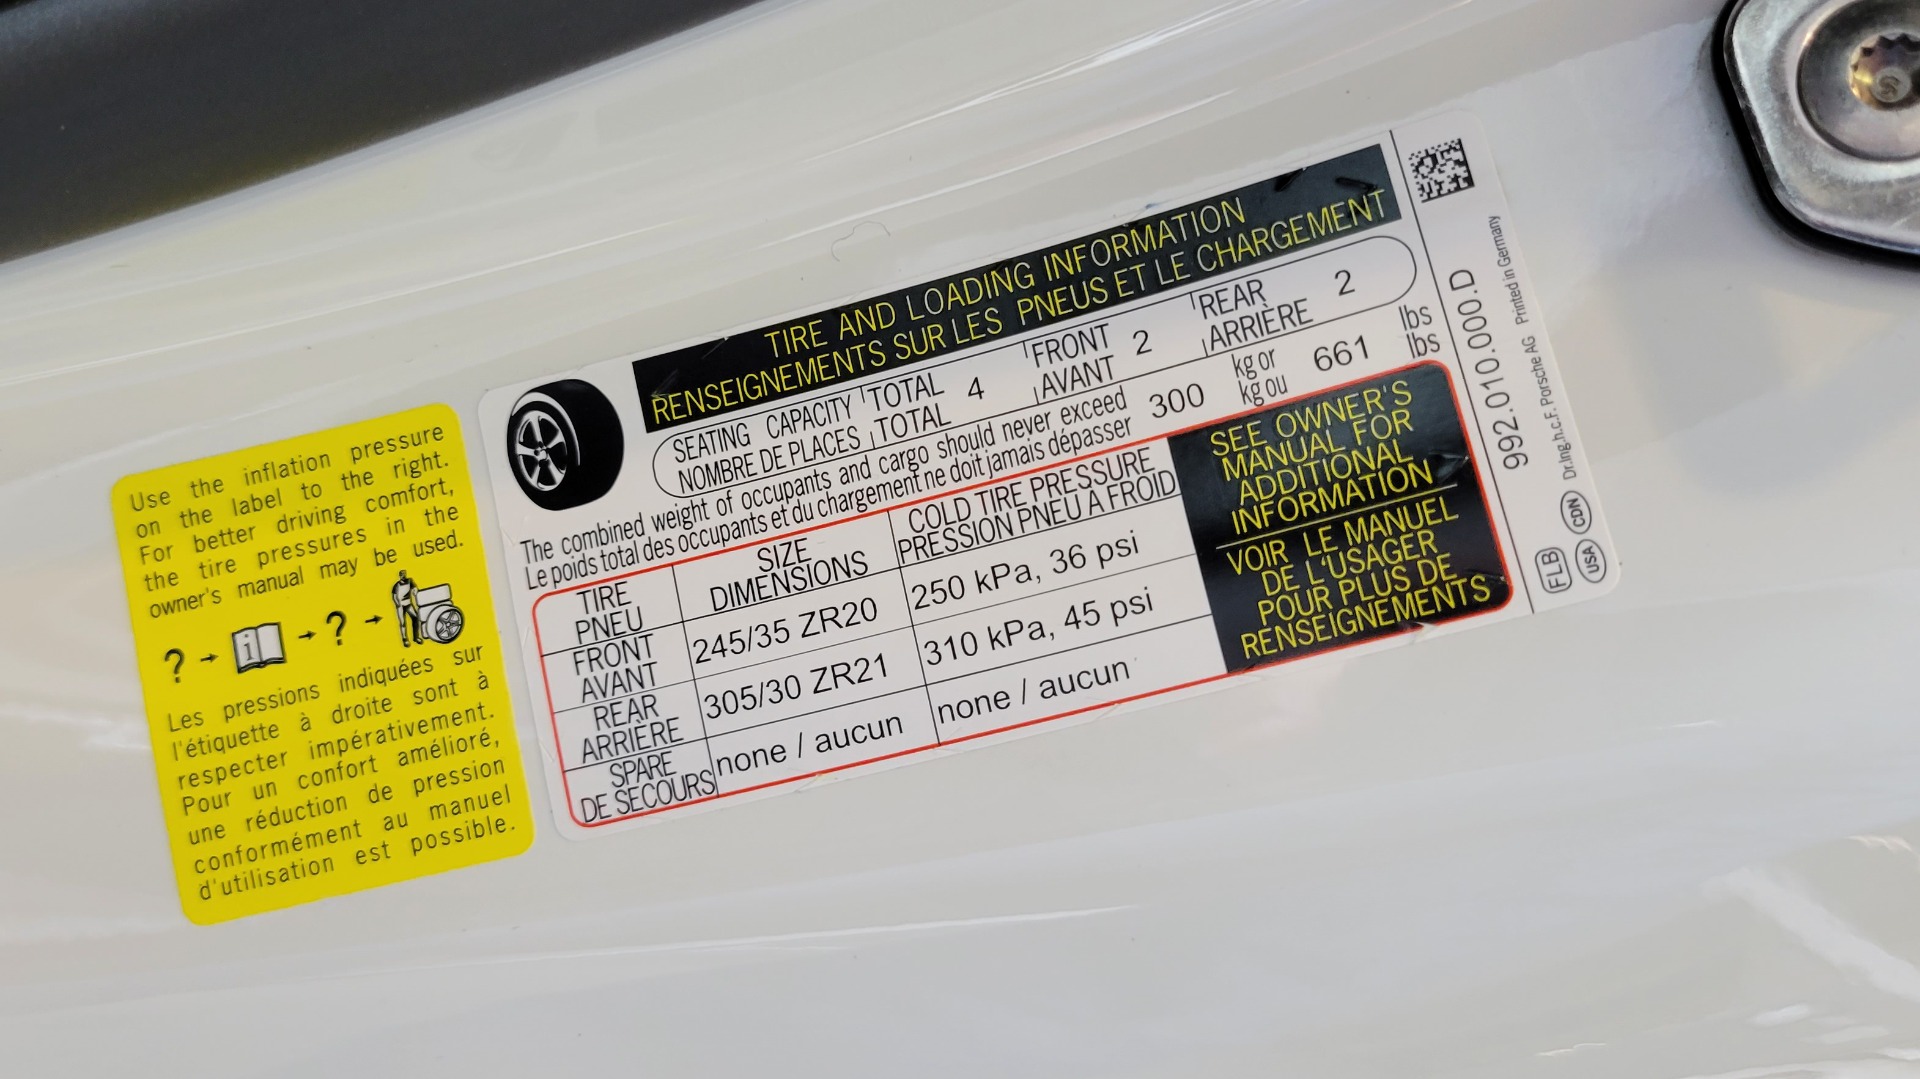 Use the inflation pressure
on the label to the right.
For better driving comfort,
the tire pressures in the
owner's manual may be used.
? → i → ? →
Les pressions indiquées sur
l'étiquette à droite sont à
respecter impérativement.
Pour un confort amélioré,
une réduction de pression
conformément au manuel
d'utilisation est possible.
TIRE AND LOADING INFORMATION
RENSEIGNEMENTS SUR LES PNEUS ET LE CHARGEMENT
SEATING CAPACITY TOTAL 4 FRONT 2 REAR 2
NOMBRE DE PLACES TOTAL AVANT ARRIÈRE
The combined weight of occupants and cargo should never exceed 300 kg or 661 lbs
Le poids total des occupants et du chargement ne doit jamais dépasser kg ou lbs
TIRE SIZE COLD TIRE PRESSURE
PNEU DIMENSIONS PRESSION PNEU A FROID
FRONT 245/35 ZR20 250 kPa, 36 psi
AVANT
REAR 305/30 ZR21 310 kPa, 45 psi
ARRIÈRE
SPARE none / aucun none / aucun
DE SECOURS
SEE OWNER'S
MANUAL FOR
ADDITIONAL
INFORMATION
VOIR LE MANUEL
DE L'USAGER
POUR PLUS DE
RENSEIGNEMENTS
992.010.000.D
Dr.Ing.h.c.F. Porsche AG Printed in Germany
FLB USA CDN